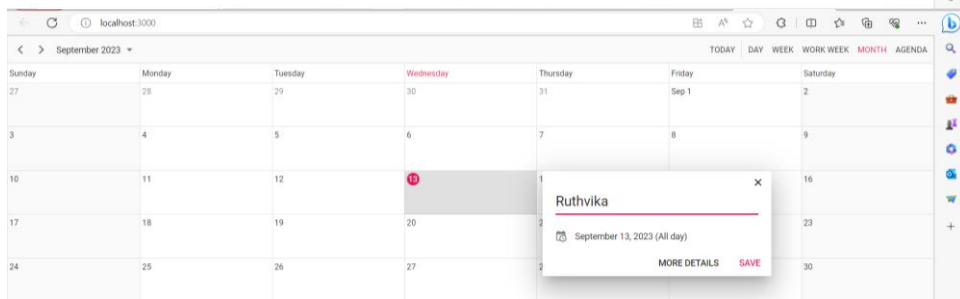 localhost:3000
September 2023
TODAY DAY WEEK WORK WEEK MONTH AGENDA
Sunday Monday Tuesday Wednesday Thursday Friday Saturday
27 28 29 30 31 Sep 1 2
3 4 5 6 7 8 9
10 11 12 13 1 16
Ruthvika
17 18 19 20 2 23
September 13, 2023 (All day)
MORE DETAILS SAVE
24 25 26 27 2 30